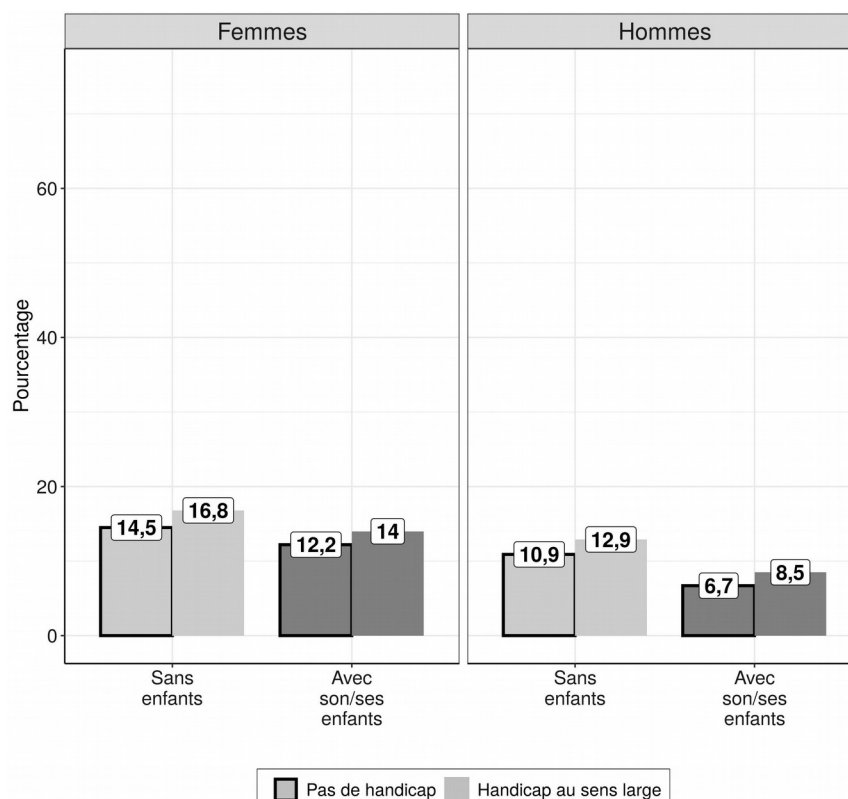 Femmes
Hommes
Pourcentage
60
40
20
0
14,5
16,8
12,2
14
10,9
12,9
6,7
8,5
Sans
enfants
Avec
son/ses
enfants
Sans
enfants
Avec
son/ses
enfants
Pas de handicap
Handicap au sens large